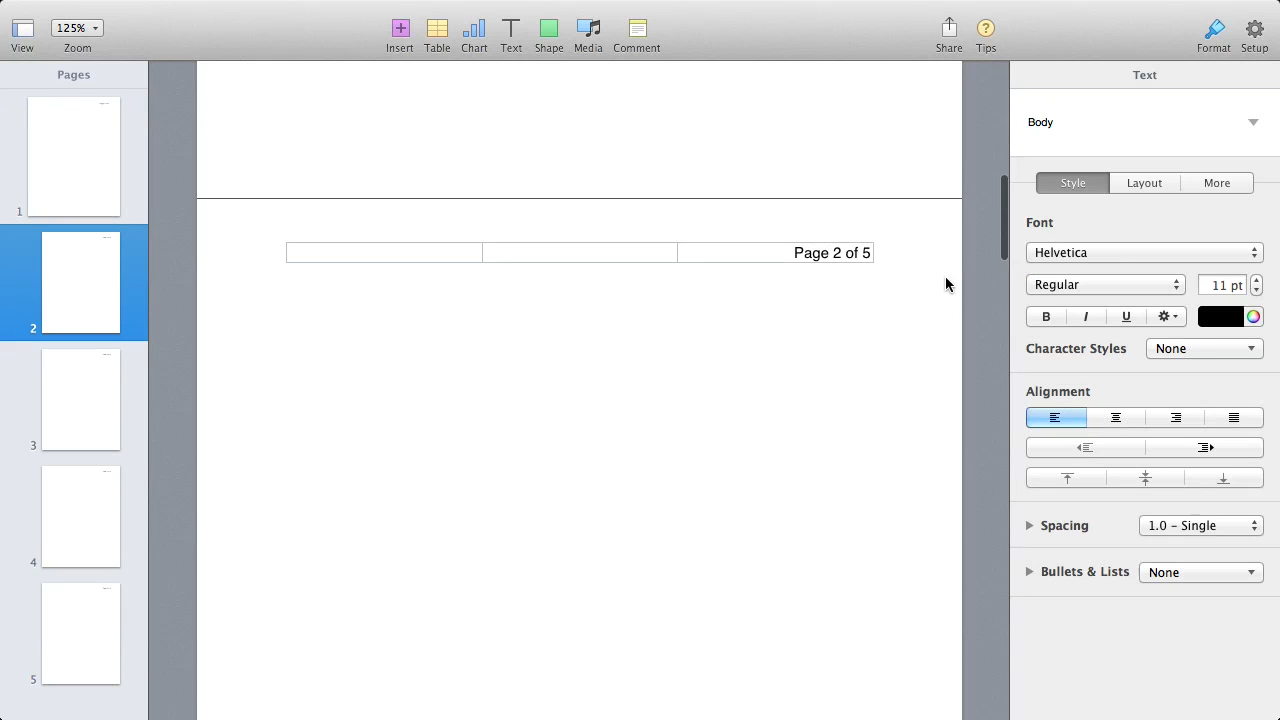 125%
View
Zoom
Insert
Table
Chart
Text
Shape
Media
Comment
Share
Tips
Format
Setup
Pages
1
2
3
4
5
Page 2 of 5
Text
Body
Style
Layout
More
Font
Helvetica
Regular
11 pt
B
I
U
Character Styles
None
Alignment
Spacing
1.0 – Single
Bullets & Lists
None